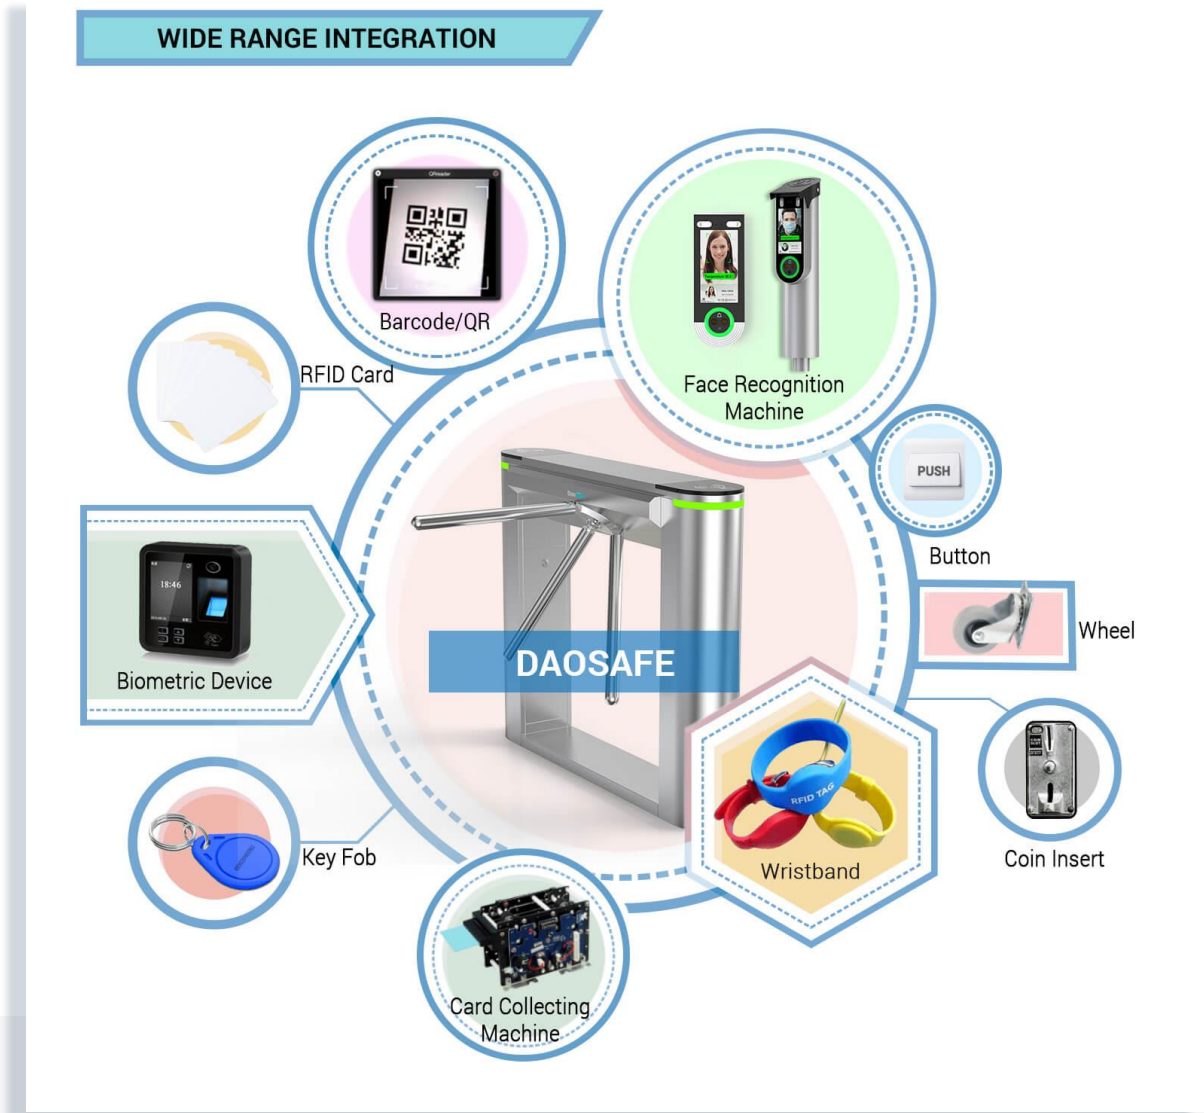 WIDE RANGE INTEGRATION
QReader
Barcode/QR
Face Recognition
Machine
RFID Card
PUSH
Button
18:46
Biometric Device
DAOSAFE
Wheel
RFID TAG
Wristband
Coin Insert
Key Fob
Card Collecting
Machine